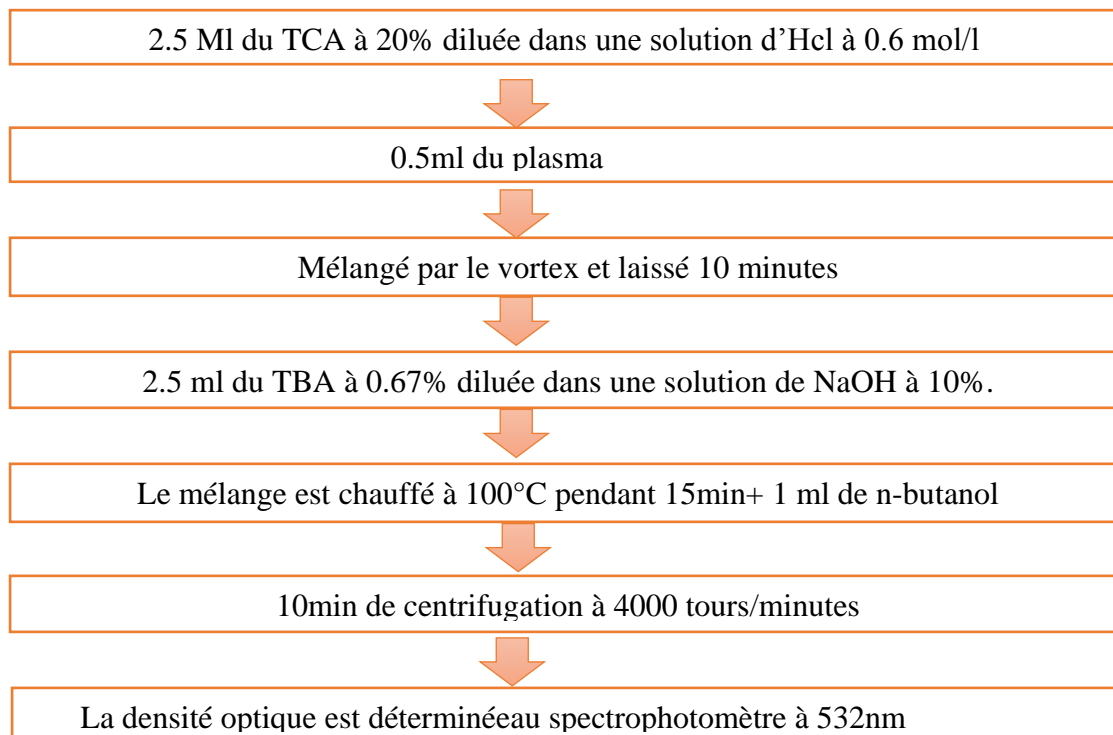 2.5 Ml du TCA à 20% diluée dans une solution d’Hcl à 0.6 mol/l
0.5ml du plasma
Mélangé par le vortex et laissé 10 minutes
2.5 ml du TBA à 0.67% diluée dans une solution de NaOH à 10%.
Le mélange est chauffé à 100°C pendant 15min+ 1 ml de n-butanol
10min de centrifugation à 4000 tours/minutes
La densité optique est déterminéeau spectrophotomètre à 532nm